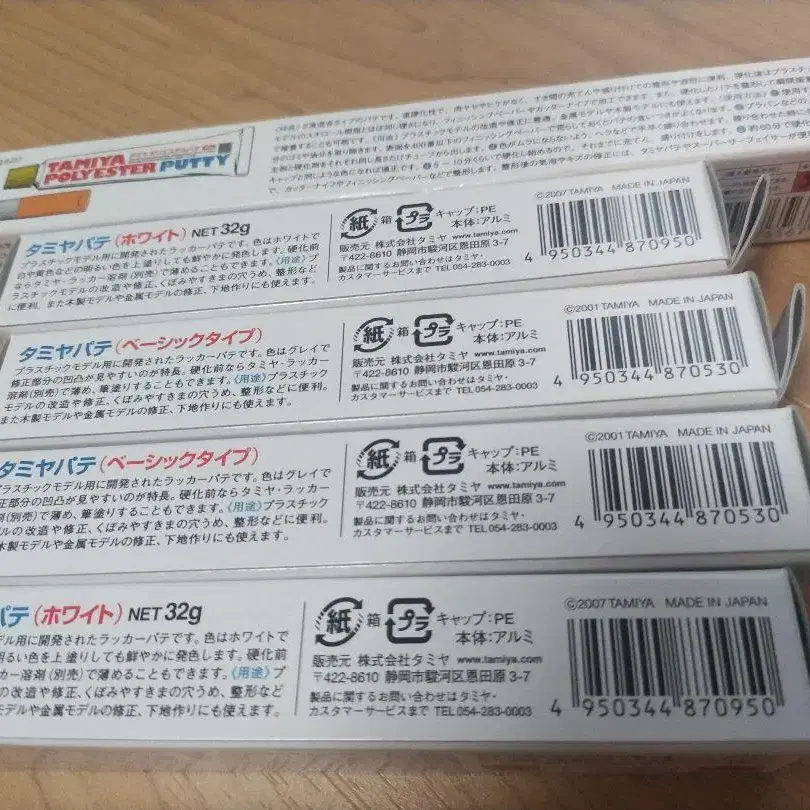 TAMIYA
POLYESTER PUTTY
タミヤパテ(ホワイト) NET 32g
プラスチックモデル用に開発されたラッカーパテです。色はホワイトで
白や黄色などの明るい色を上塗りしても鮮やかに発色します。硬化前
ならタミヤ・ラッカー溶剤(別売)で薄めることもできます。《用途》プ
ラスチックモデルの改造や修正、くぼみやすきまの穴うめ、整形など
に便利。また木製モデルや金属モデルの修正、下地作りにも使えます。
紙 箱 プラ キャップ:PE
本体:アルミ
販売元 株式会社タミヤ www.tamiya.com
〒422-8610 静岡市駿河区恩田原 3-7
製品に関するお問い合わせはタミヤ・
カスタマーサービスまで TEL054-283-0003
©2007 TAMIYA MADE IN JAPAN
4 950344 870950
タミヤパテ(ベーシックタイプ)
プラスチックモデル用に開発されたラッカーパテです。色はグレイで
修正部分の凹凸が見やすいのが特長。硬化前ならタミヤ・ラッカー
溶剤(別売)で薄め、筆塗りすることもできます。《用途》プラスチック
モデルの改造や修正、くぼみやすきまの穴うめ、整形などに便利。
また木製モデルや金属モデルの修正、下地作りにも使えます。
紙 箱 プラ キャップ:PE
本体:アルミ
販売元 株式会社タミヤ www.tamiya.com
〒422-8610 静岡市駿河区恩田原 3-7
製品に関するお問い合わせはタミヤ・
カスタマーサービスまで TEL 054-283-0003
©2001 TAMIYA MADE IN JAPAN
4 950344 870530
タミヤパテ(ベーシックタイプ)
プラスチックモデル用に開発されたラッカーパテです。色はグレイで
正部分の凹凸が見やすいのが特長。硬化前ならタミヤ・ラッカー
剤(別売)で薄め、筆塗りすることもできます。《用途》プラスチック
デルの改造や修正、くぼみやすきまの穴うめ、整形などに便利。
木製モデルや金属モデルの修正、下地作りにも使えます。
紙 箱 プラ キャップ:PE
本体:アルミ
販売元 株式会社タミヤ www.tamiya.com
〒422-8610 静岡市駿河区恩田原 3-7
製品に関するお問い合わせはタミヤ・
カスタマーサービスまで TEL 054-283-0003
©2001 TAMIYA MADE IN JAPAN
4 950344 870530
パテ(ホワイト) NET 32g
デル用に開発されたラッカーパテです。色はホワイトで
明るい色を上塗りしても鮮やかに発色します。硬化前
カー溶剤(別売)で薄めることもできます。《用途》プ
の改造や修正、くぼみやすきまの穴うめ、整形など
製モデルや金属モデルの修正、下地作りにも使えます。
紙 箱 プラ キャップ:PE
本体:アルミ
販売元 株式会社タミヤ www.tamiya.com
〒422-8610 静岡市駿河区恩田原 3-7
製品に関するお問い合わせはタミヤ・
カスタマーサービスまで TEL 054-283-0003
©2007 TAMIYA MADE IN JAPAN
4 950344 870950